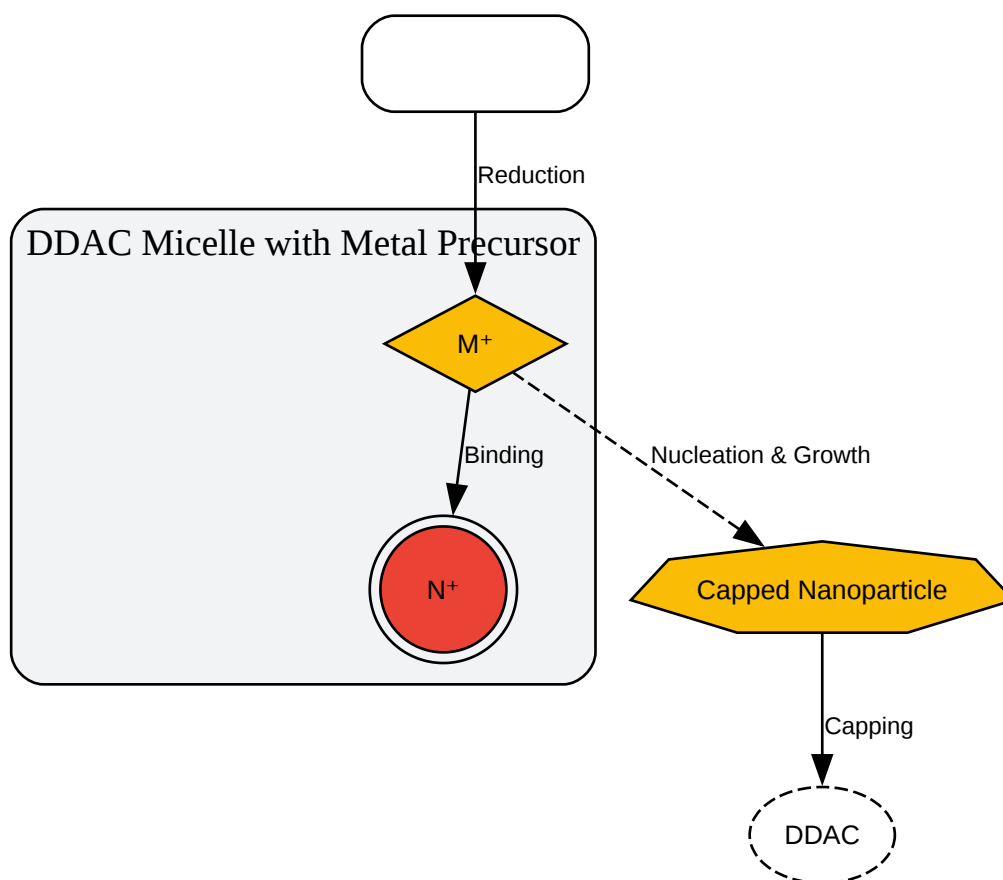 Reduction
DDAC Micelle with Metal Precursor
M⁺
Binding
Nucleation & Growth
N⁺
Capped Nanoparticle
Capping
DDAC